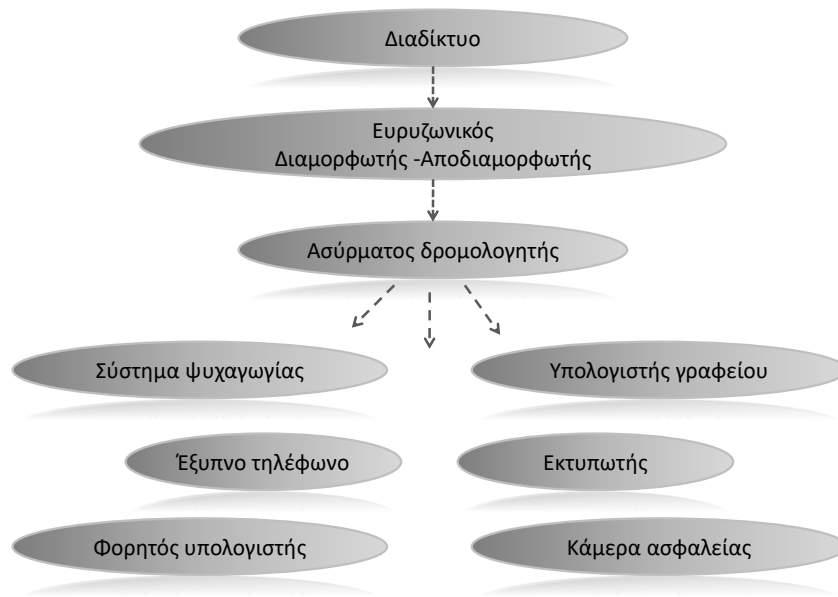 Διαδίκτυο
Ευρυζωνικός
Διαμορφωτής -Αποδιαμορφωτής
Ασύρματος δρομολογητής
Σύστημα ψυχαγωγίας
Υπολογιστής γραφείου
Έξυπνο τηλέφωνο
Εκτυπωτής
Φορητός υπολογιστής
Κάμερα ασφαλείας